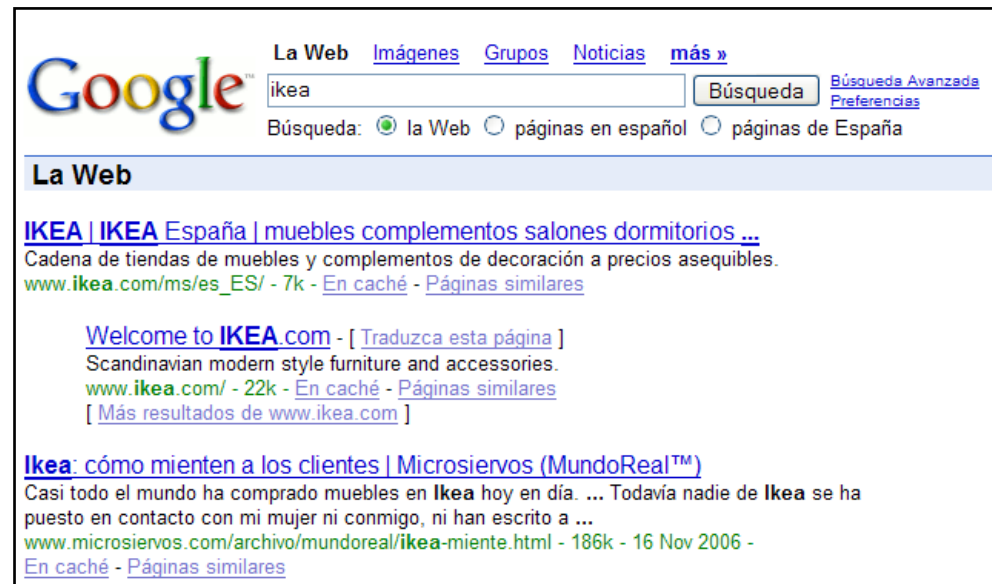 Google™
La Web Imágenes Grupos Noticias más »
ikea Búsqueda Búsqueda Avanzada
Preferencias
Búsqueda: la Web páginas en español páginas de España
La Web
IKEA | IKEA España | muebles complementos salones dormitorios ...
Cadena de tiendas de muebles y complementos de decoración a precios asequibles.
www.ikea.com/ms/es_ES/ - 7k - En caché - Páginas similares
Welcome to IKEA.com - [ Traduzca esta página ]
Scandinavian modern style furniture and accessories.
www.ikea.com/ - 22k - En caché - Páginas similares
[ Más resultados de www.ikea.com ]
Ikea: cómo mienten a los clientes | Microsiervos (MundoReal™)
Casi todo el mundo ha comprado muebles en Ikea hoy en día. ... Todavía nadie de Ikea se ha
puesto en contacto con mi mujer ni conmigo, ni han escrito a ...
www.microsiervos.com/archivo/mundoreal/ikea-miente.html - 186k - 16 Nov 2006 -
En caché - Páginas similares